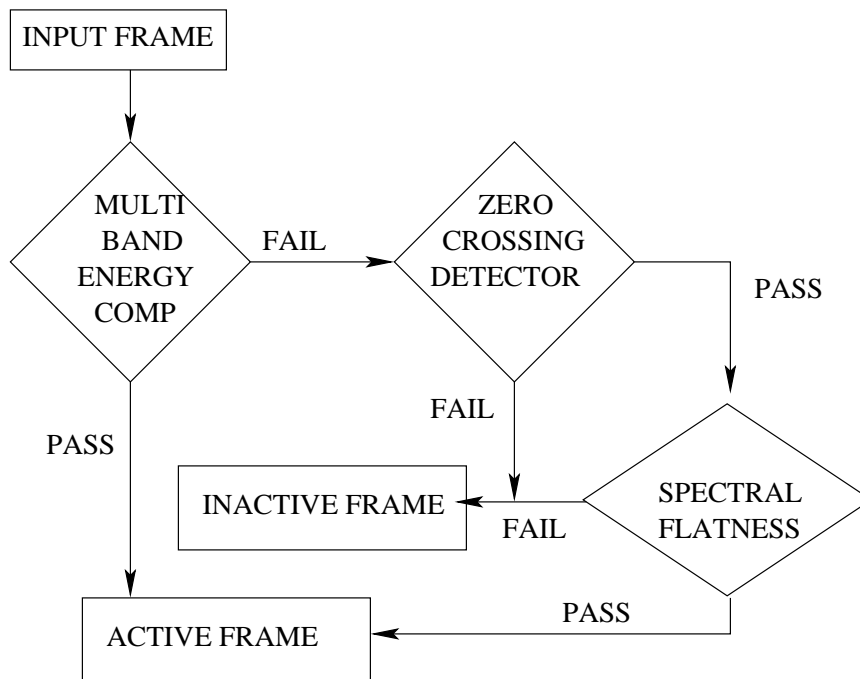 INPUT FRAME
MULTI
BAND
ENERGY
COMP
FAIL
ZERO
CROSSING
DETECTOR
PASS
FAIL
PASS
INACTIVE FRAME
FAIL
SPECTRAL
FLATNESS
PASS
ACTIVE FRAME